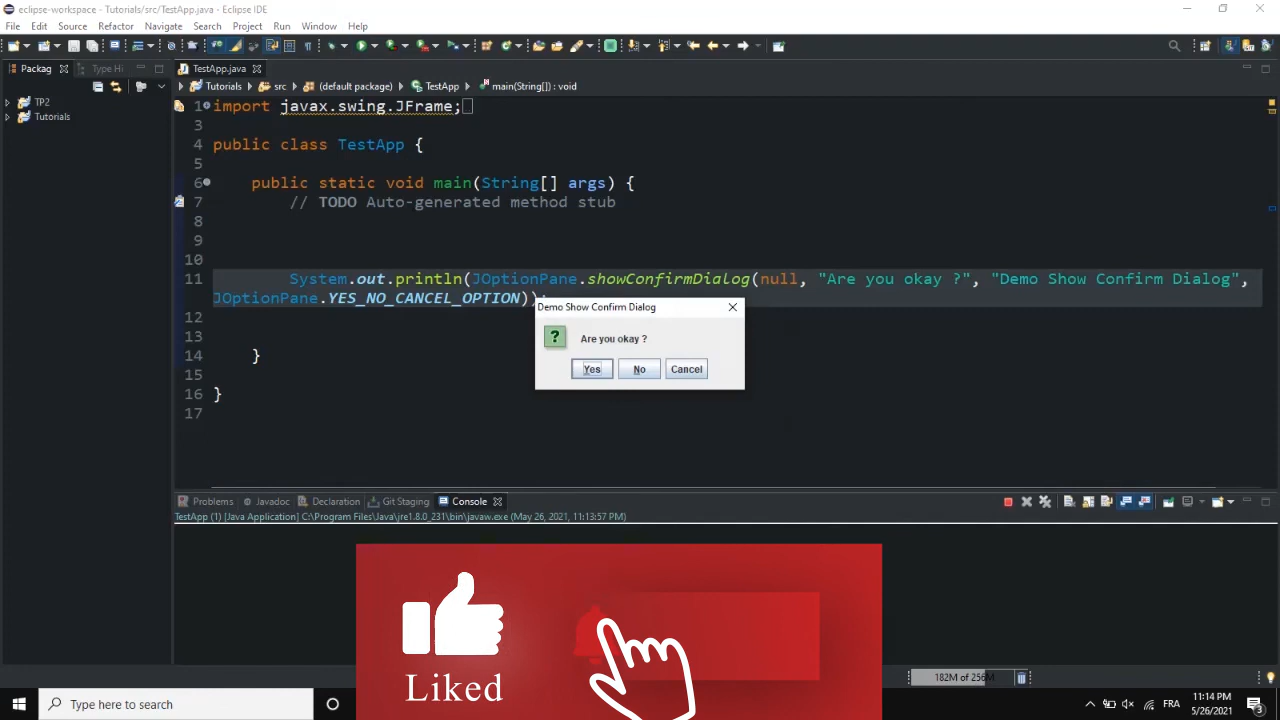 eclipse-workspace - Tutorials/src/TestApp.java - Eclipse IDE
File Edit Source Refactor Navigate Search Project Run Window Help
Packag Type Hi TestApp.java
Tutorials src (default package) TestApp main(String[]) : void
TP2
Tutorials
1 import javax.swing.JFrame;
3
4 public class TestApp {
5
6 public static void main(String[] args) {
7 // TODO Auto-generated method stub
8
9
10
11 System.out.println(JOptionPane.showConfirmDialog(null, "Are you okay ?", "Demo Show Confirm Dialog",
JOptionPane.YES_NO_CANCEL_OPTION));
12
13
14 }
15
16 }
17
Demo Show Confirm Dialog
? Are you okay ?
Yes No Cancel
Problems Javadoc Declaration Git Staging Console
TestApp (1) [Java Application] C:\Program Files\Java\jre1.8.0_231\bin\javaw.exe (May 26, 2021, 11:13:57 PM)
Liked
182M of 256M
Type here to search
FRA
11:14 PM
5/26/2021
3